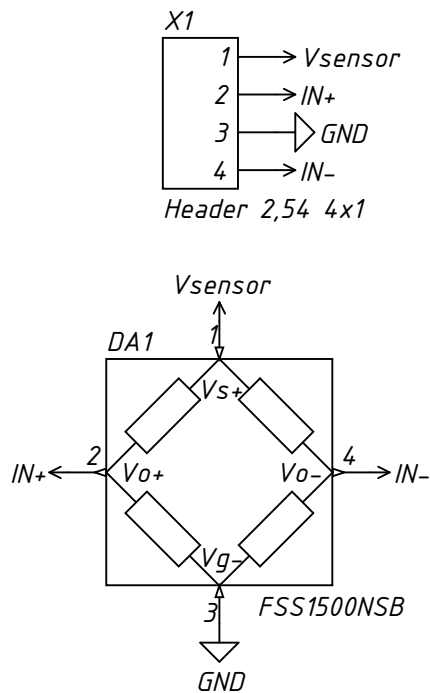 X1
1 Vsensor
2 IN+
3 GND
4 IN-
Header 2,54 4x1
Vsensor
1
DA1
Vs+
IN+ 2 Vo+ Vo- 4 IN-
Vg-
3 FSS1500NSB
GND